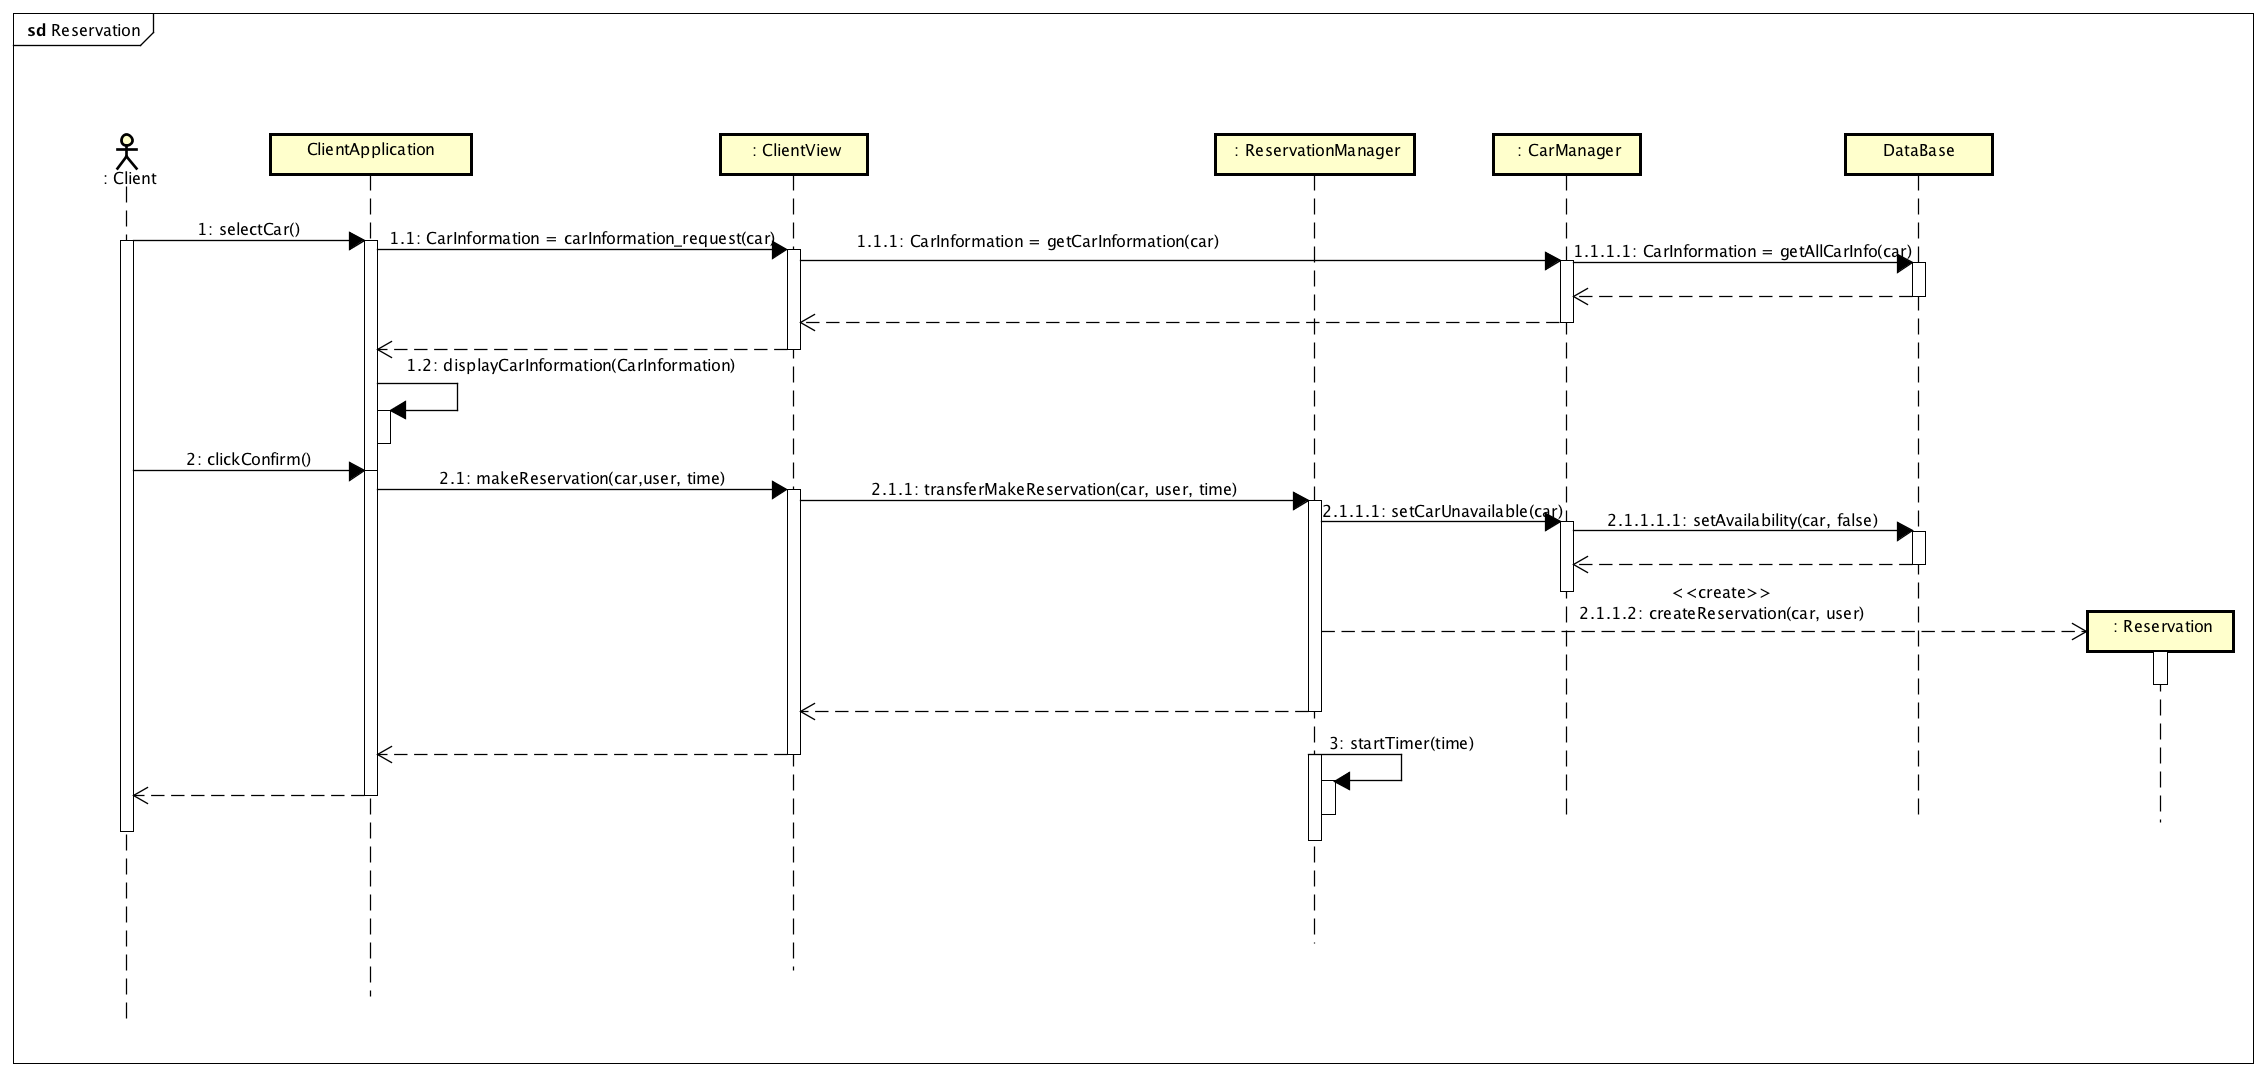 sd Reservation
: Client
ClientApplication
: ClientView
: ReservationManager
: CarManager
DataBase
1: selectCar()
1.1: CarInformation = carInformation_request(car)
1.1.1: CarInformation = getCarInformation(car)
1.1.1.1: CarInformation = getAllCarInfo(car)
1.2: displayCarInformation(CarInformation)
2: clickConfirm()
2.1: makeReservation(car,user, time)
2.1.1: transferMakeReservation(car, user, time)
2.1.1.1: setCarUnavailable(car)
2.1.1.1.1: setAvailability(car, false)
<<create>>
2.1.1.2: createReservation(car, user)
: Reservation
3: startTimer(time)